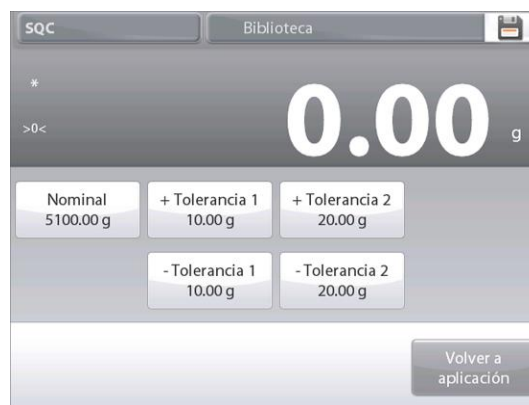 SQC
Biblioteca
*
>0<
0.00 g
Nominal
5100.00 g
+ Tolerancia 1
10.00 g
+ Tolerancia 2
20.00 g
- Tolerancia 1
10.00 g
- Tolerancia 2
20.00 g
Volver a
aplicación